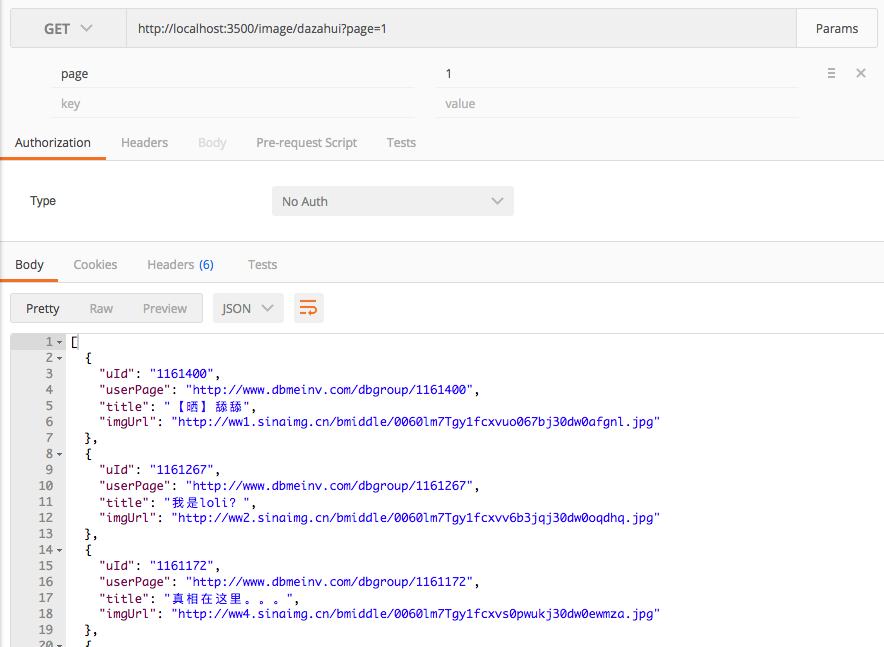 GET http://localhost:3500/image/dazahui?page=1 Params
page 1
key value
Authorization Headers Body Pre-request Script Tests
Type No Auth
Body Cookies Headers (6) Tests
Pretty Raw Preview JSON
1 [
2 {
3 "uId": "1161400",
4 "userPage": "http://www.dbmeinv.com/dbgroup/1161400",
5 "title": "【晒】舔舔",
6 "imgUrl": "http://ww1.sinaimg.cn/bmiddle/0060lm7Tgy1fcxvuo067bj30dw0afgnl.jpg"
7 },
8 {
9 "uId": "1161267",
10 "userPage": "http://www.dbmeinv.com/dbgroup/1161267",
11 "title": "我是loli？",
12 "imgUrl": "http://ww2.sinaimg.cn/bmiddle/0060lm7Tgy1fcxvv6b3jqj30dw0oqdhq.jpg"
13 },
14 {
15 "uId": "1161172",
16 "userPage": "http://www.dbmeinv.com/dbgroup/1161172",
17 "title": "真相在这里。。。",
18 "imgUrl": "http://ww4.sinaimg.cn/bmiddle/0060lm7Tgy1fcxvs0pwukj30dw0ewmza.jpg"
19 },
20 {